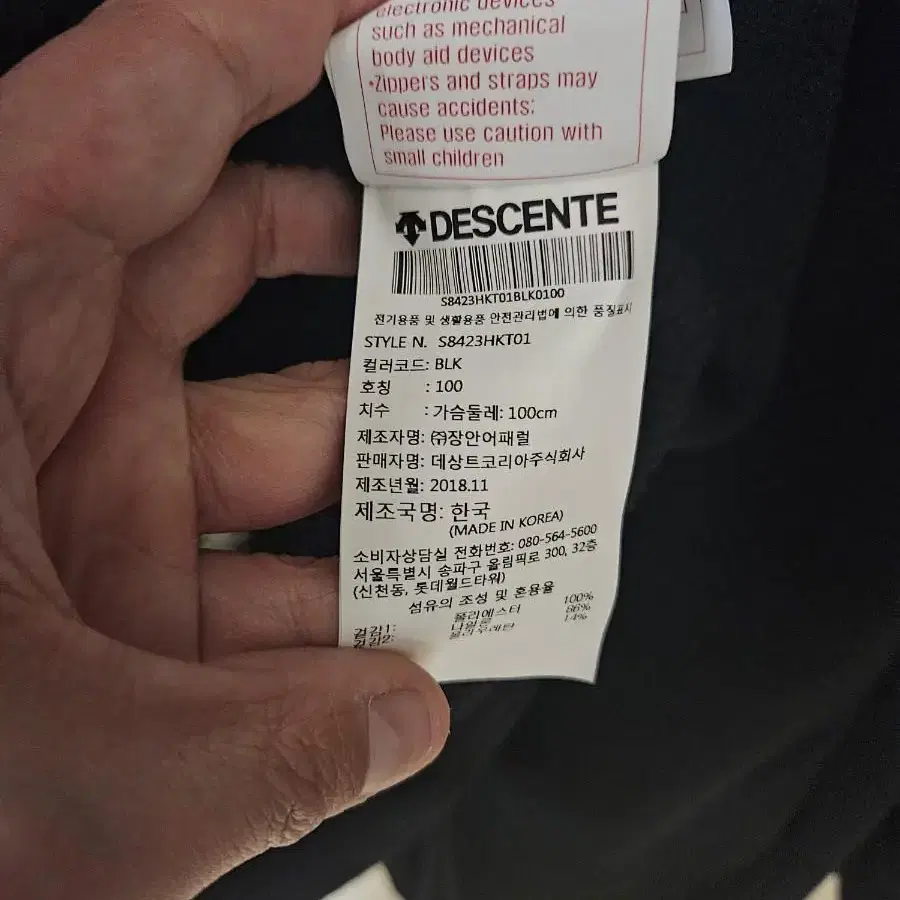 electronic devices
such as mechanical
body aid devices
*Zippers and straps may
cause accidents:
Please use caution with
small children
DESCENTE
S8423HKT01BLK0100
전기용품 및 생활용품 안전관리법에 의한 품질표시
STYLE N. S8423HKT01
컬러코드: BLK
호칭 : 100
치수 : 가슴둘레: 100cm
제조자명: ㈜장안어패럴
판매자명: 데상트코리아주식회사
제조년월: 2018.11
제조국명: 한국
(MADE IN KOREA)
소비자상담실 전화번호: 080-564-5600
서울특별시 송파구 올림픽로 300, 32층
(신천동, 롯데월드타워)
섬유의 조성 및 혼용율
겉감1: 폴리에스터 100%
겉감2: 나일론 86%
폴리우레탄 14%